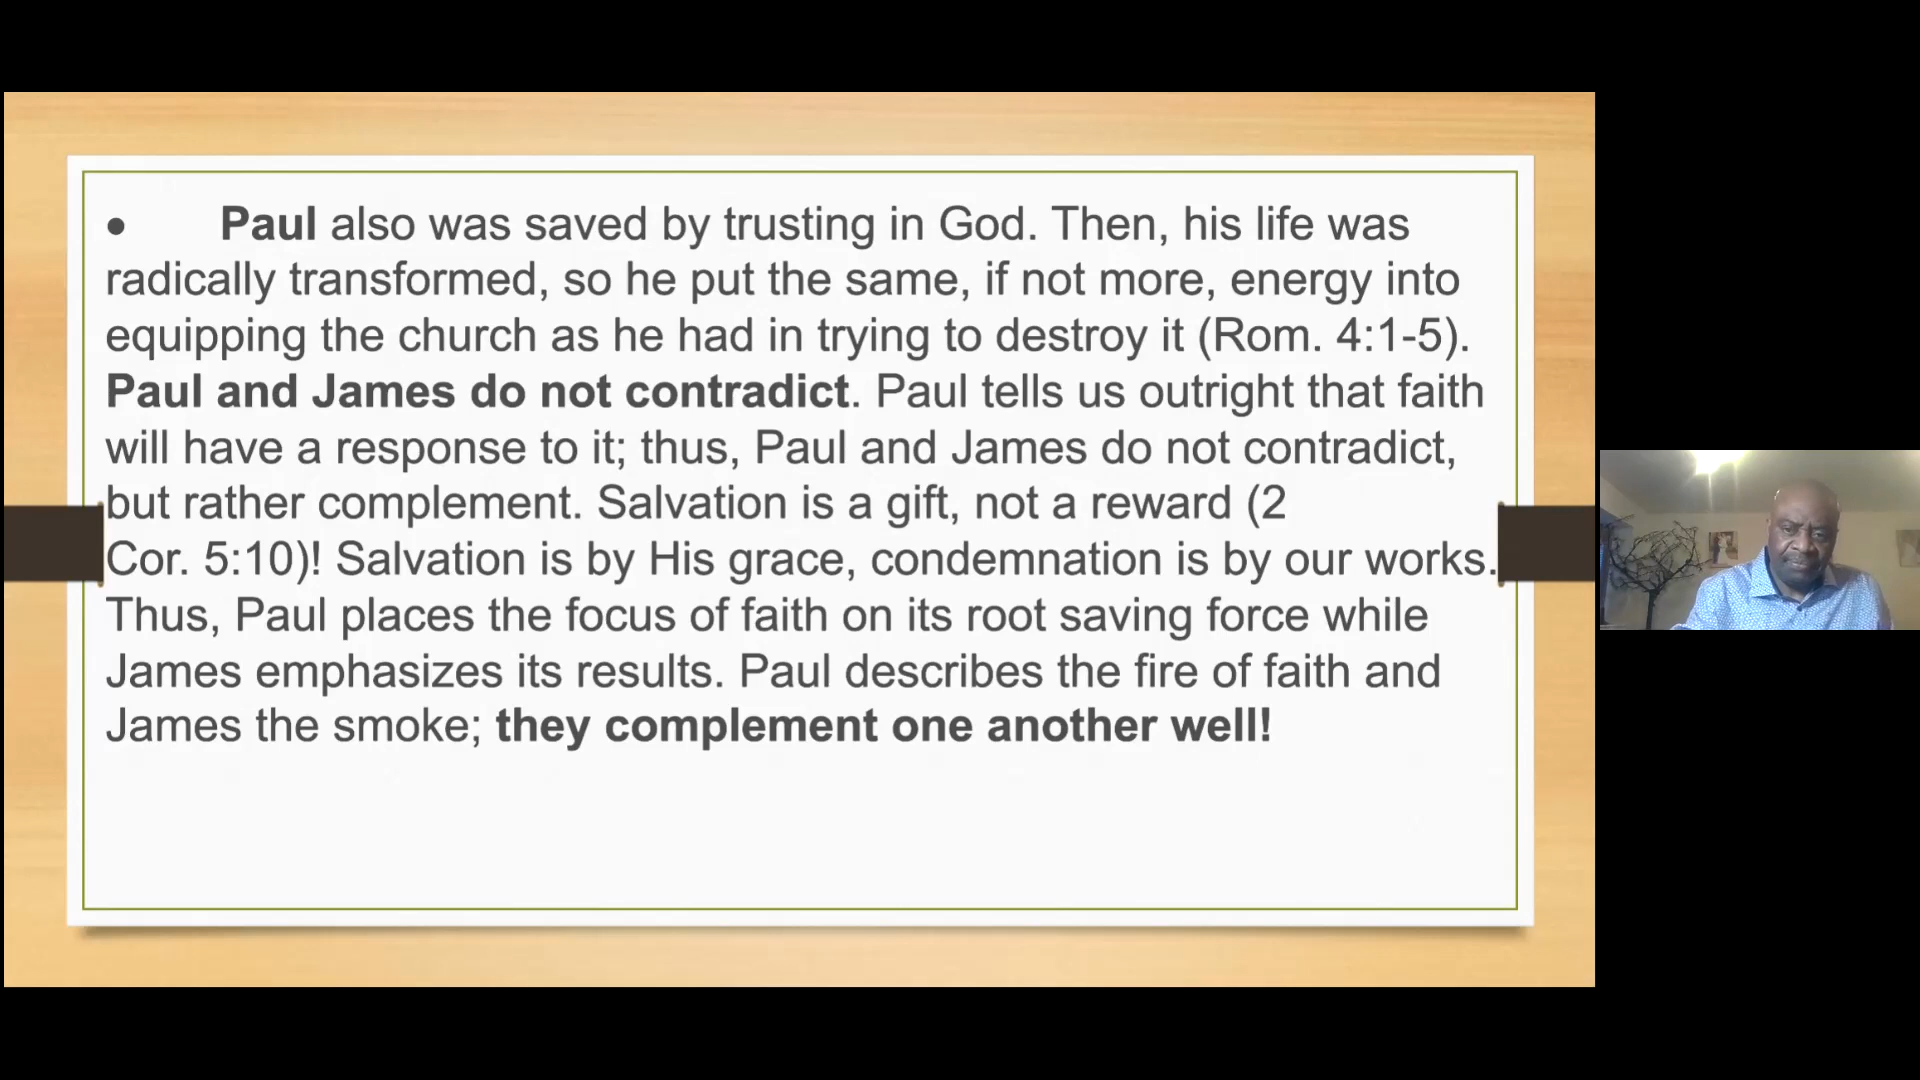 • Paul also was saved by trusting in God. Then, his life was
radically transformed, so he put the same, if not more, energy into
equipping the church as he had in trying to destroy it (Rom. 4:1-5).
Paul and James do not contradict. Paul tells us outright that faith
will have a response to it; thus, Paul and James do not contradict,
but rather complement. Salvation is a gift, not a reward (2
Cor. 5:10)! Salvation is by His grace, condemnation is by our works.
Thus, Paul places the focus of faith on its root saving force while
James emphasizes its results. Paul describes the fire of faith and
James the smoke; they complement one another well!